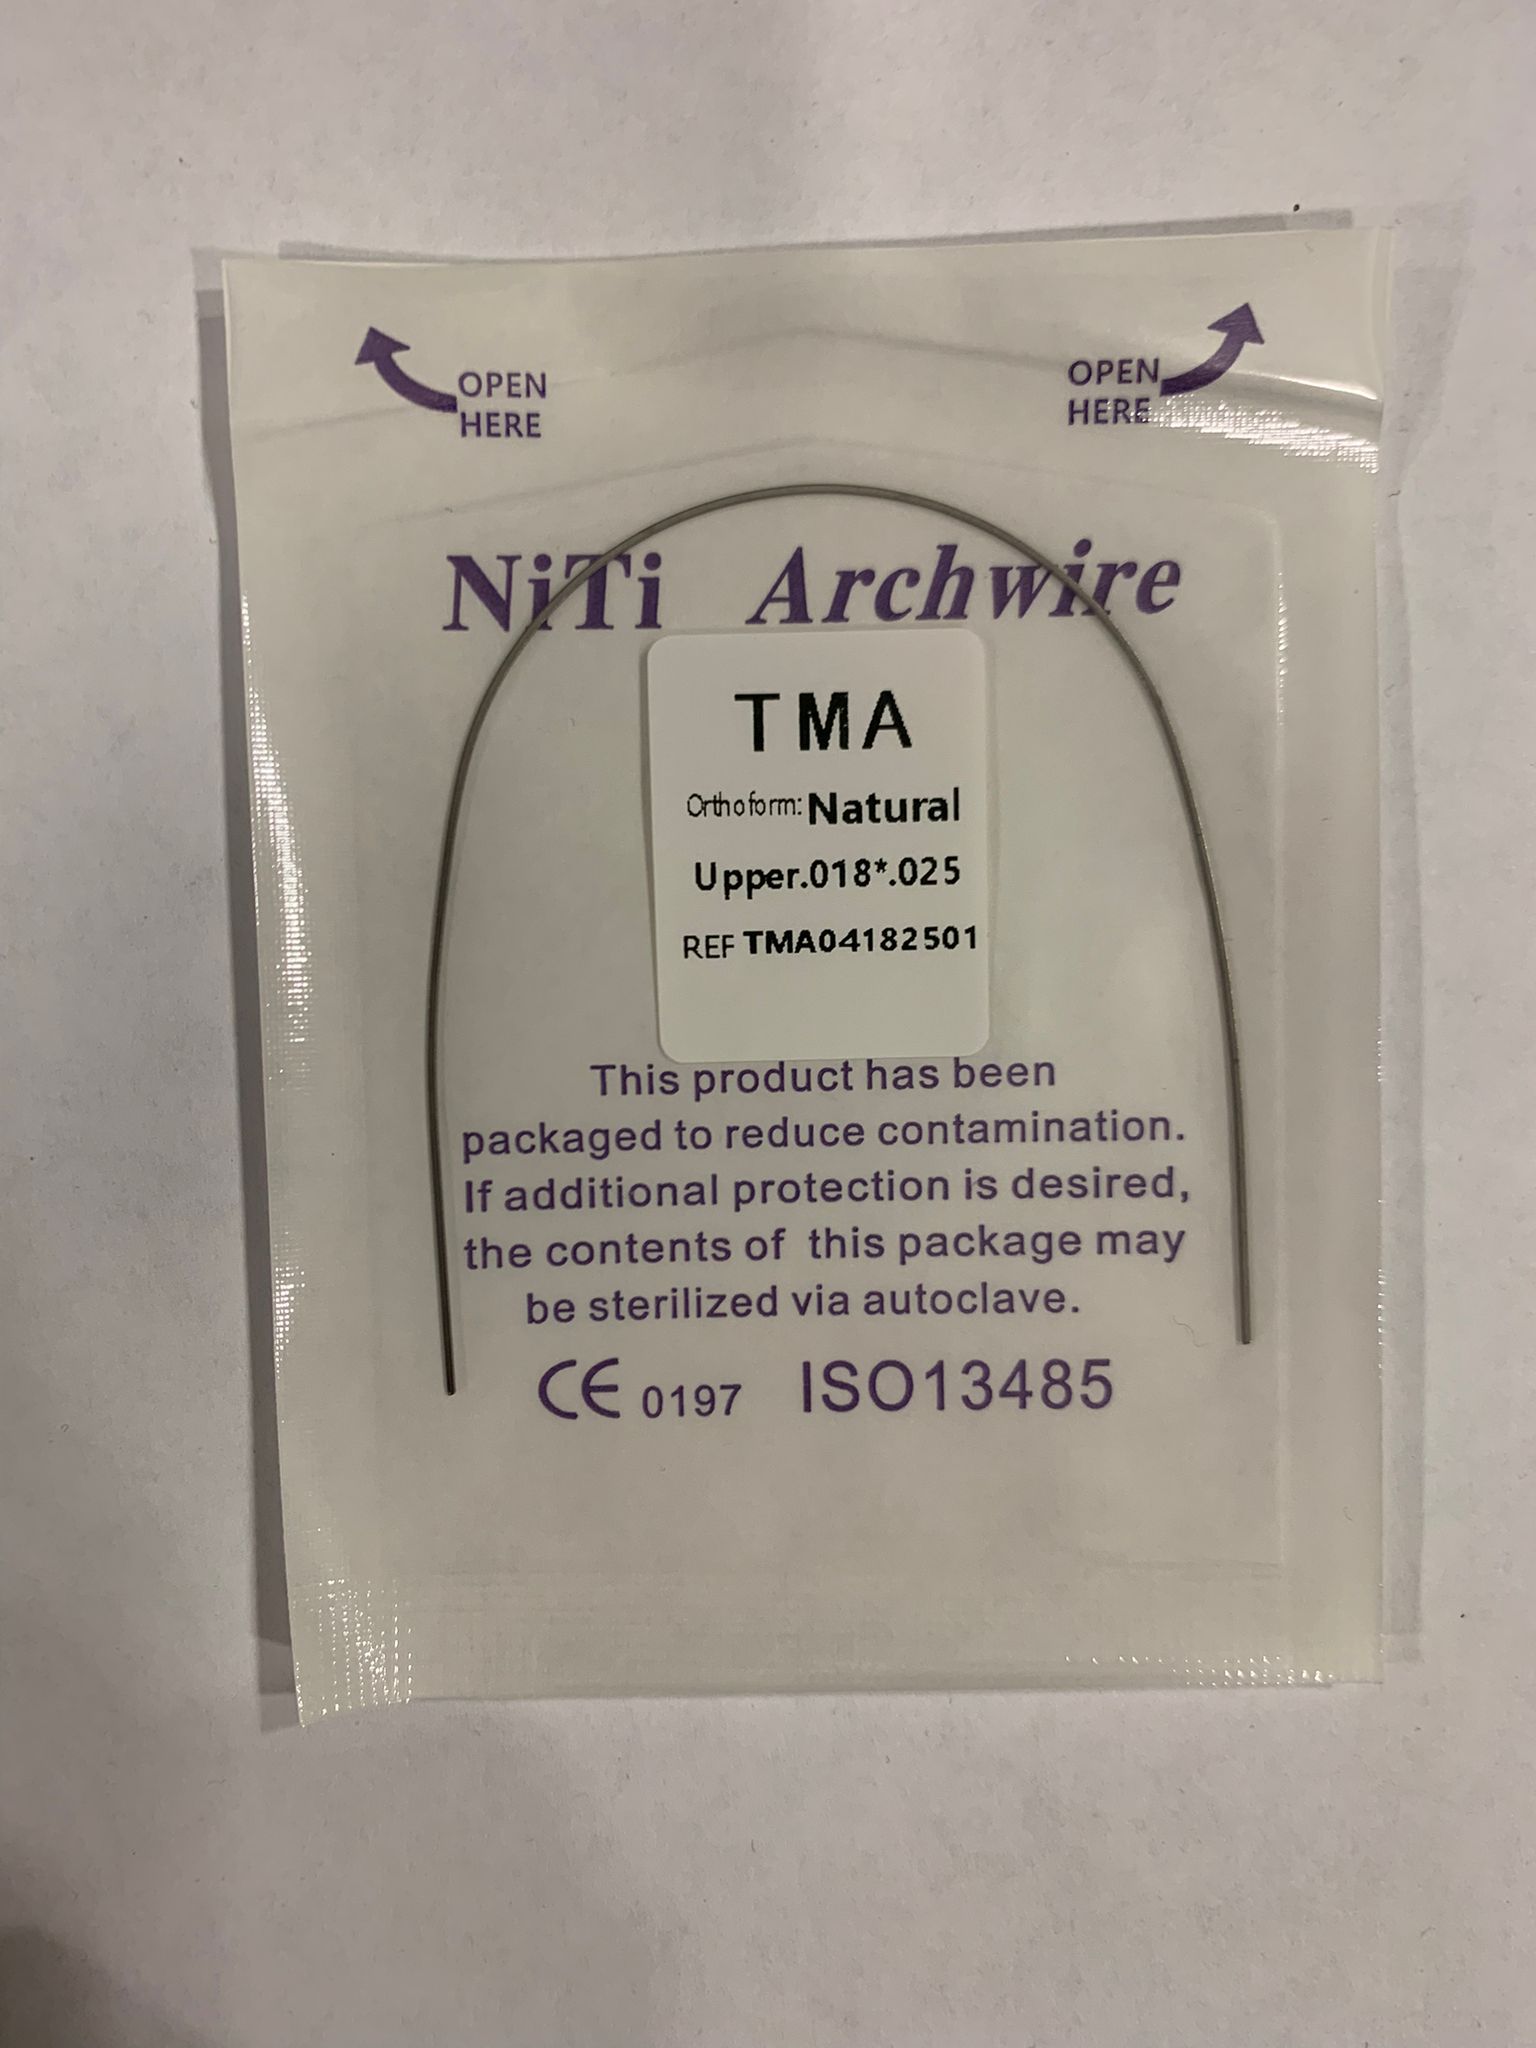 OPEN
HERE
OPEN
HERE
NiTi Archwire
TMA
Orthoform: Natural
Upper.018*.025
REF TMA04182501
This product has been
packaged to reduce contamination.
If additional protection is desired,
the contents of this package may
be sterilized via autoclave.
CE 0197 ISO13485